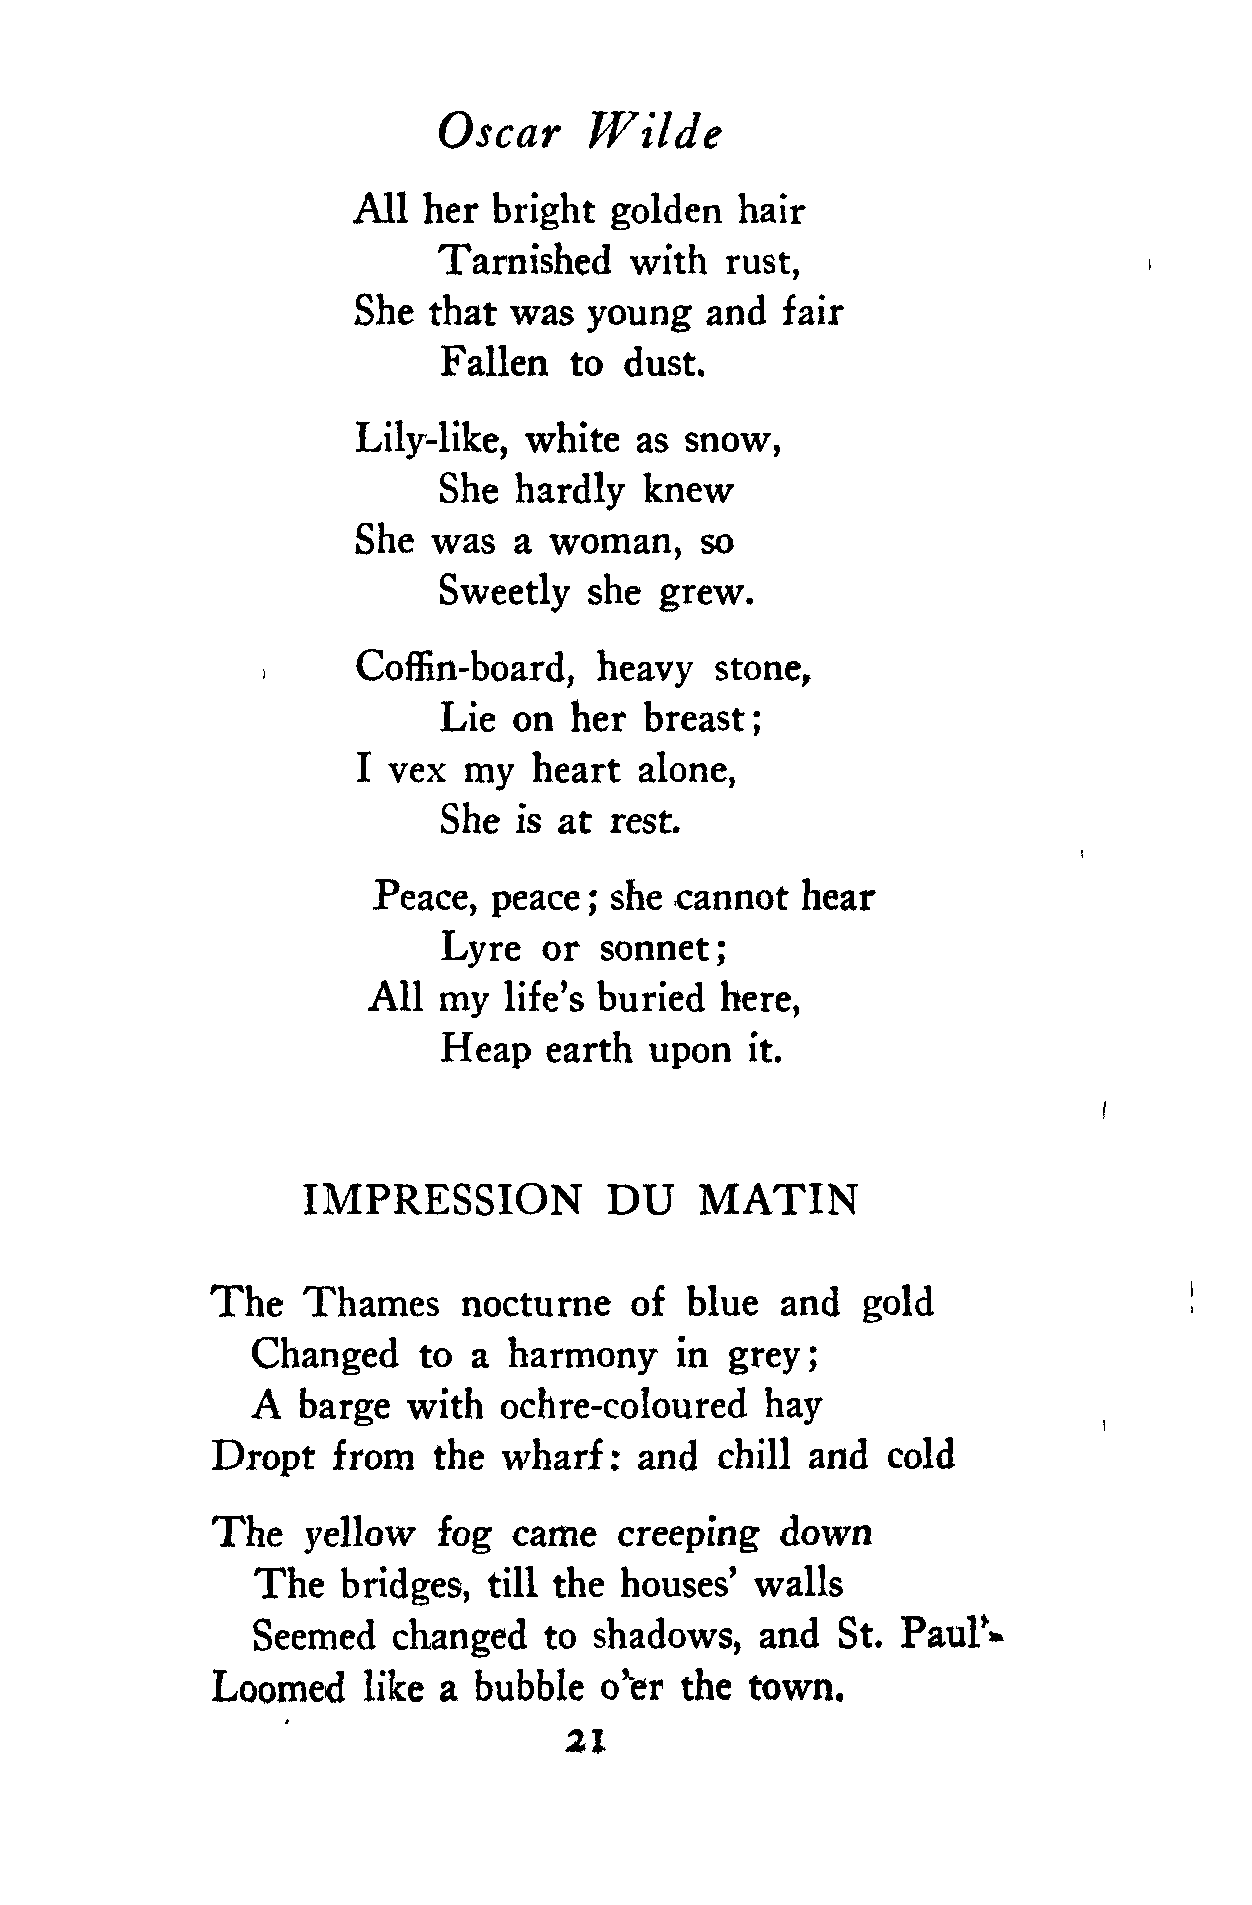 Oscar Wilde
All her bright golden hair
Tarnished with rust,
She that was young and fair
Fallen to dust.
Lily-like, white as snow,
She hardly knew
She was a woman, so
Sweetly she grew.
Coffin-board, heavy stone,
Lie on her breast;
I vex my heart alone,
She is at rest.
Peace, peace; she cannot hear
Lyre or sonnet;
All my life's buried here,
Heap earth upon it.
IMPRESSION DU MATIN
The Thames nocturne of blue and gold
Changed to a harmony in grey;
A barge with ochre-coloured hay
Dropt from the wharf: and chill and cold
The yellow fog came creeping down
The bridges, till the houses' walls
Seemed changed to shadows, and St. Paul's
Loomed like a bubble o'er the town.
21